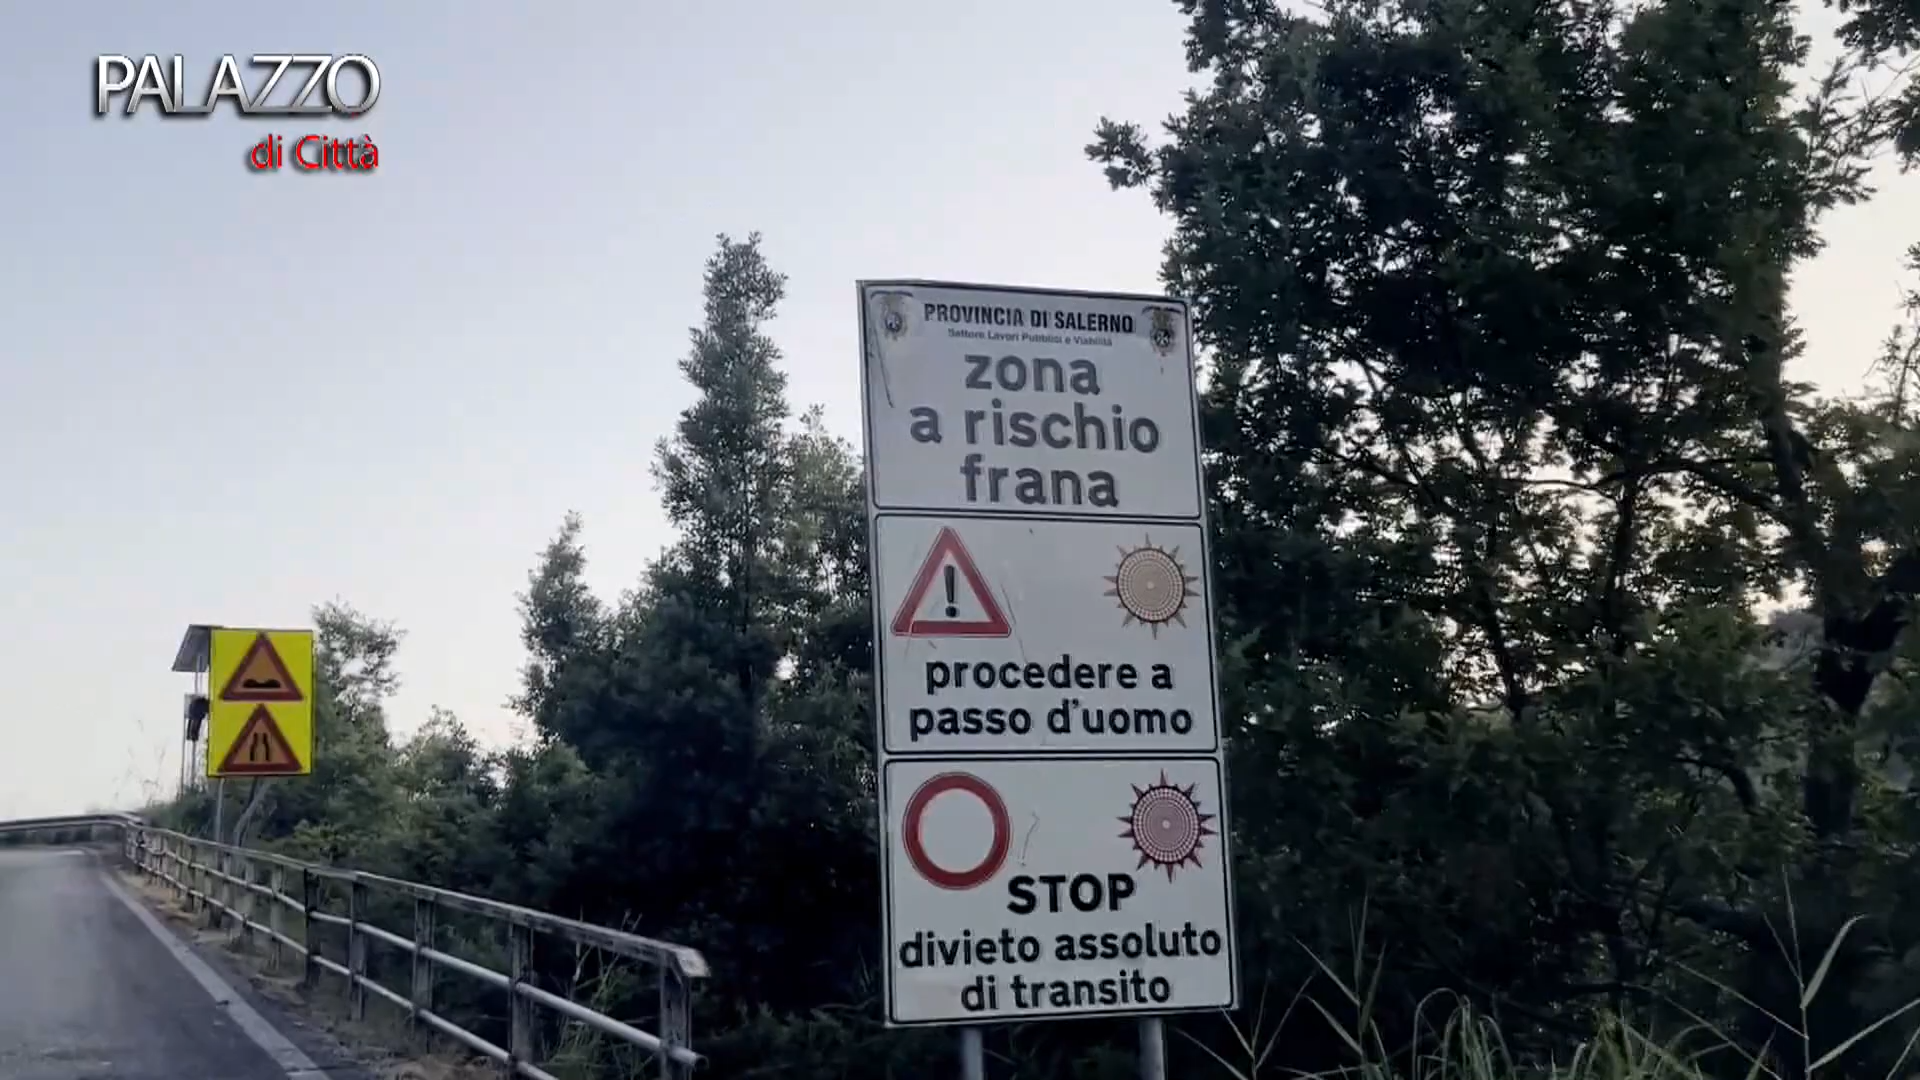 PALAZZO
di Città
PROVINCIA DI SALERNO
Settore Lavori Pubblici e Viabilità
zona
a rischio
frana
procedere a
passo d'uomo
STOP
divieto assoluto
di transito